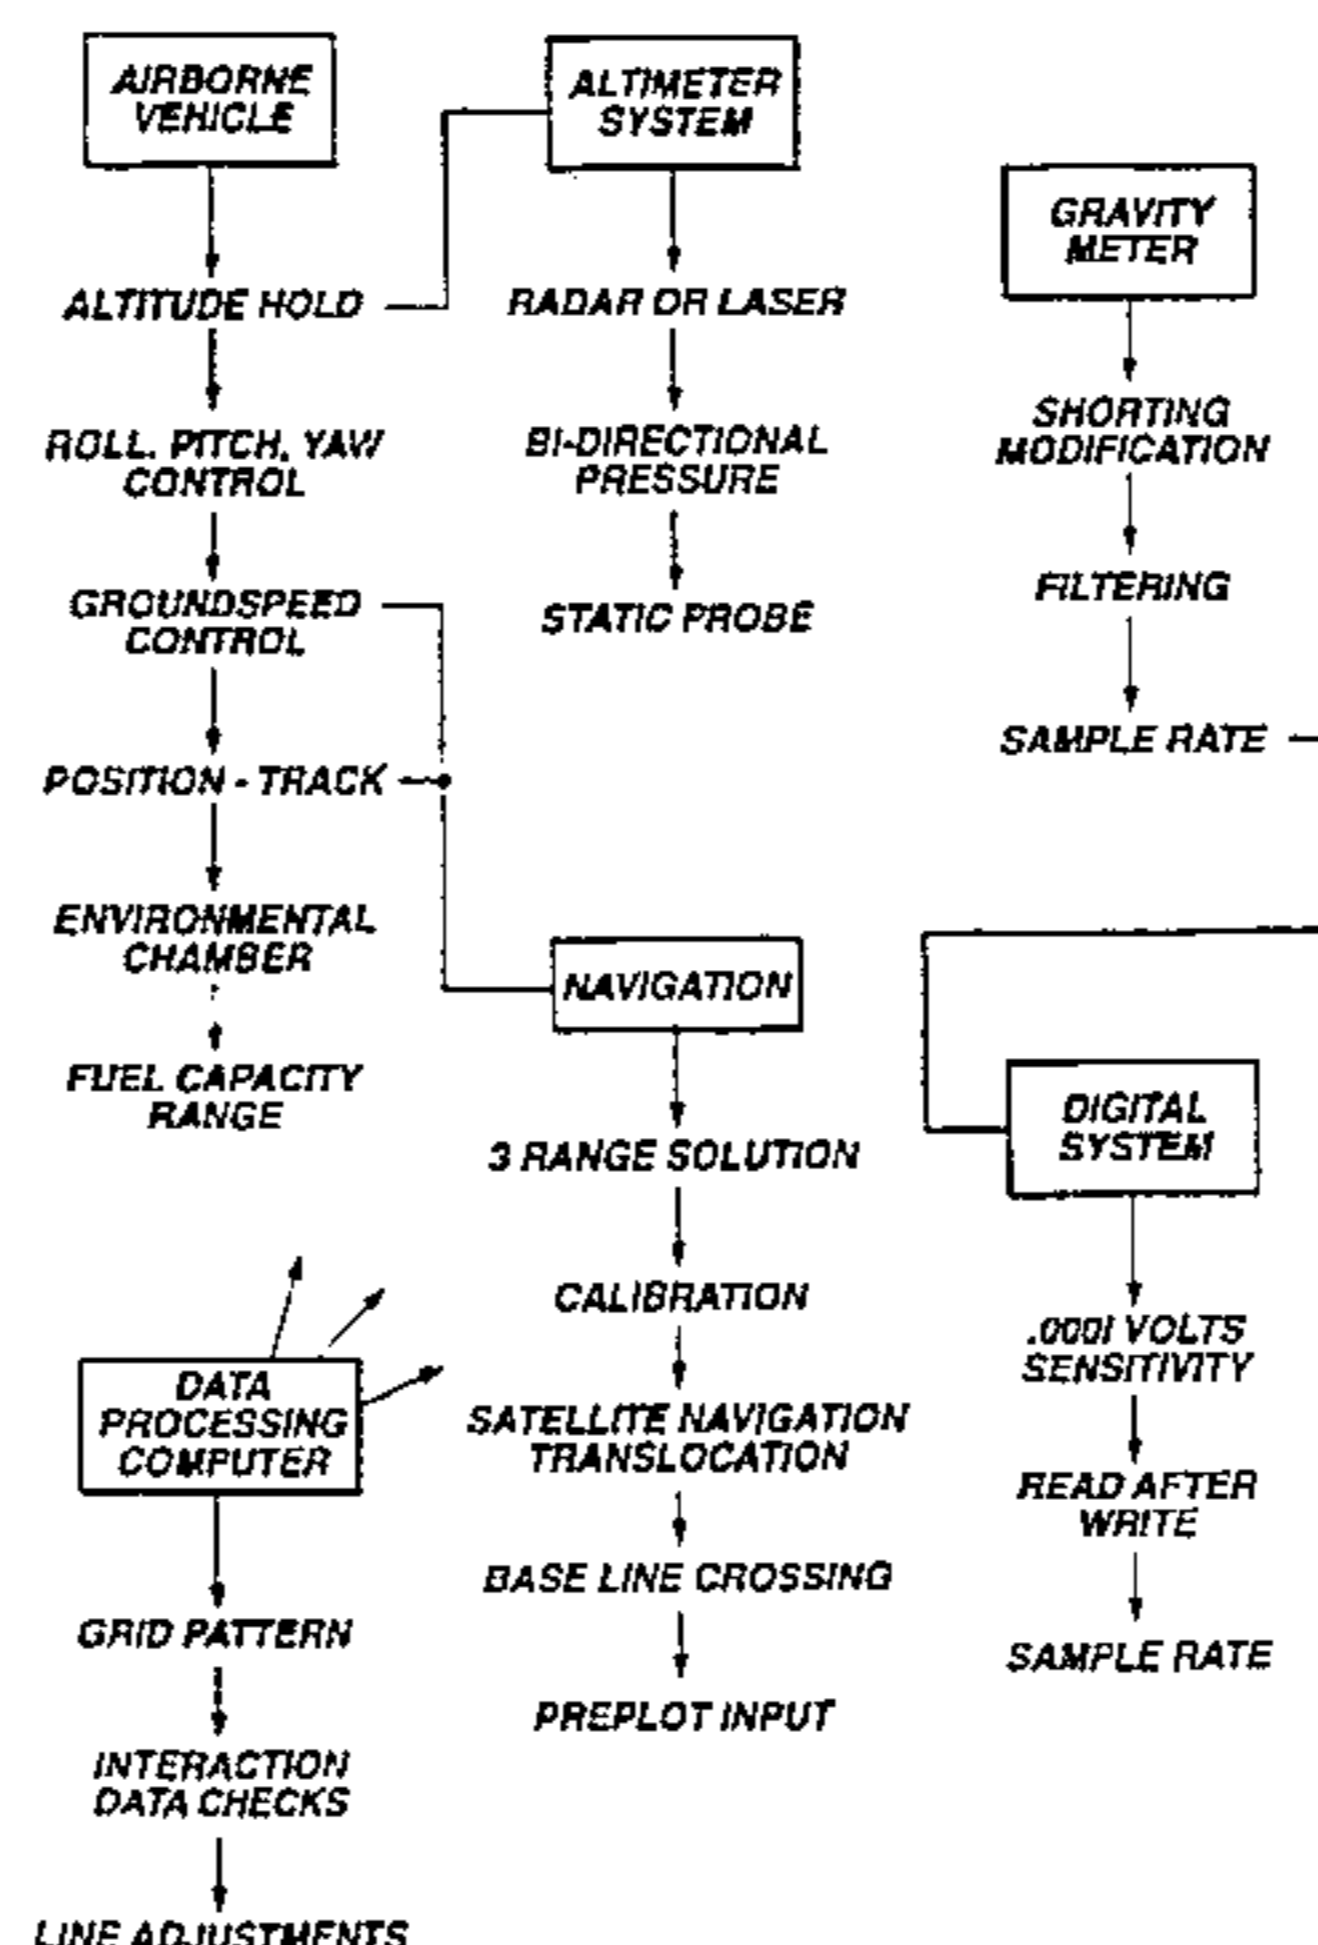 AIRBORNE
VEHICLE
ALTITUDE HOLD
ROLL, PITCH, YAW
CONTROL
GROUNDSPEED
CONTROL
POSITION - TRACK
ENVIRONMENTAL
CHAMBER
FUEL CAPACITY
RANGE
ALTIMETER
SYSTEM
RADAR OR LASER
BI-DIRECTIONAL
PRESSURE
STATIC PROBE
GRAVITY
METER
SHORTING
MODIFICATION
FILTERING
SAMPLE RATE
NAVIGATION
3 RANGE SOLUTION
CALIBRATION
SATELLITE NAVIGATION
TRANSLOCATION
BASE LINE CROSSING
PREPLOT INPUT
DIGITAL
SYSTEM
.0001 VOLTS
SENSITIVITY
READ AFTER
WRITE
SAMPLE RATE
DATA
PROCESSING
COMPUTER
GRID PATTERN
INTERACTION
DATA CHECKS
LINE ADJUSTMENTS